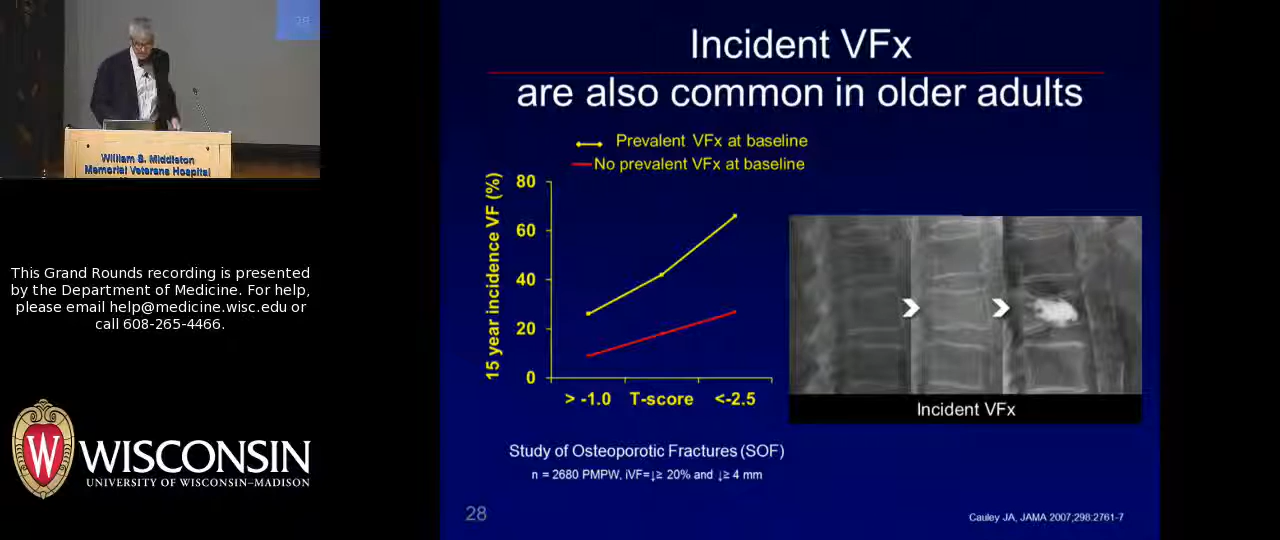 28
William S. Middleton
Memorial Veterans Hospital
This Grand Rounds recording is presented
by the Department of Medicine. For help,
please email help@medicine.wisc.edu or
call 608-265-4466.
WISCONSIN
UNIVERSITY OF WISCONSIN–MADISON
Incident VFx
are also common in older adults
Prevalent VFx at baseline
No prevalent VFx at baseline
15 year incidence VF (%)
80
60
40
20
0
> -1.0 T-score <-2.5
Incident VFx
Study of Osteoporotic Fractures (SOF)
n = 2680 PMPW, iVF=↓≥ 20% and ↓≥ 4 mm
28
Cauley JA, JAMA 2007;298:2761-7